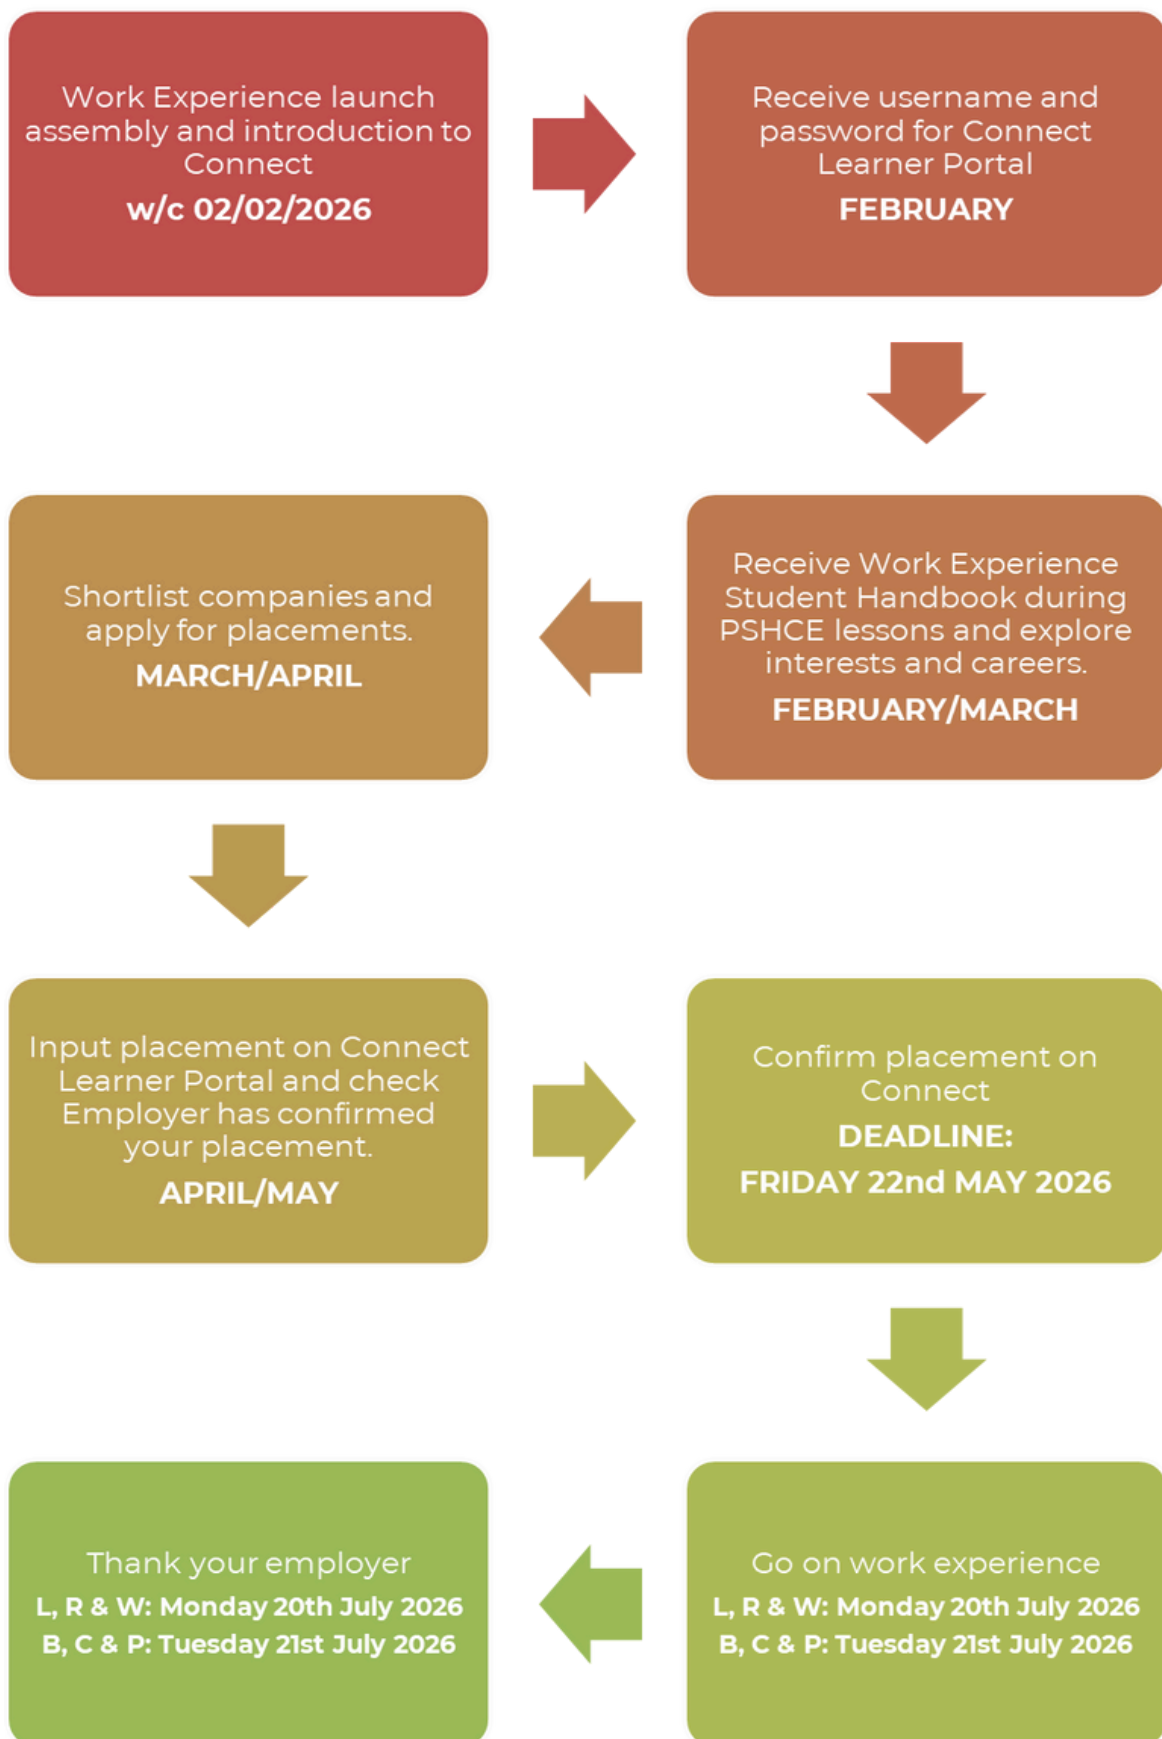 Work Experience launch
assembly and introduction to
Connect
w/c 02/02/2026
Receive username and
password for Connect
Learner Portal
FEBRUARY
Receive Work Experience
Student Handbook during
PSHCE lessons and explore
interests and careers.
FEBRUARY/MARCH
Shortlist companies and
apply for placements.
MARCH/APRIL
Input placement on Connect
Learner Portal and check
Employer has confirmed
your placement.
APRIL/MAY
Confirm placement on
Connect
DEADLINE:
FRIDAY 22nd MAY 2026
Go on work experience
L, R & W: Monday 20th July 2026
B, C & P: Tuesday 21st July 2026
Thank your employer
L, R & W: Monday 20th July 2026
B, C & P: Tuesday 21st July 2026